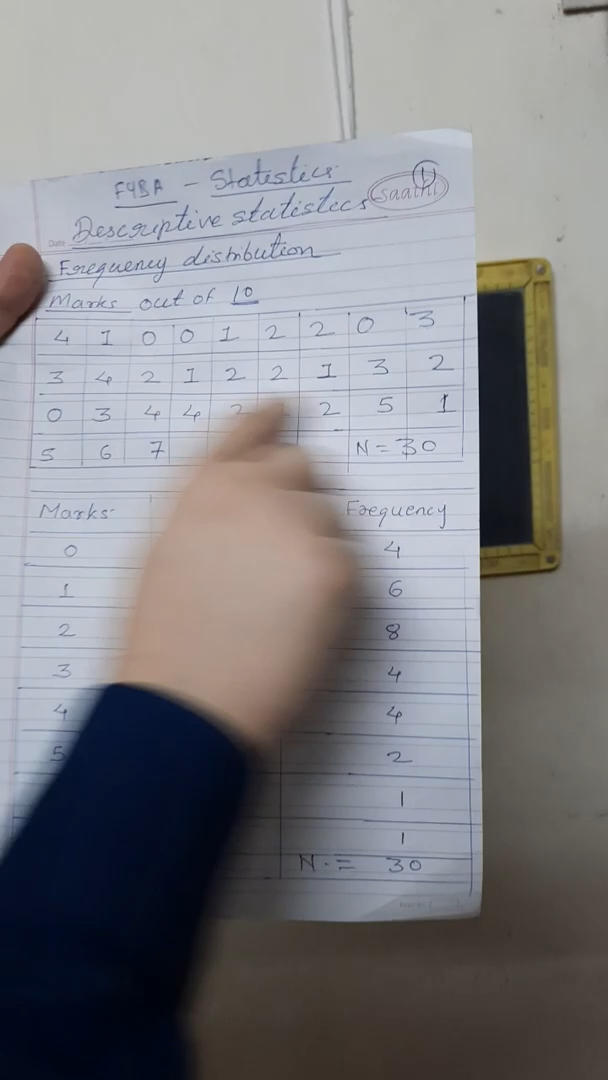 FYBA - Statistics
Saathi
1
Date
Descriptive statistics
Frequency distribution
Marks out of 10
4 1 0 0 1 2 2 0 3
3 4 2 1 2 2 1 3 2
0 3 4 4 2 2 5 1
5 6 7 N = 30
Marks Frequency
0 4
1 6
2 8
3 4
4 4
5 2
1
1
N = 30